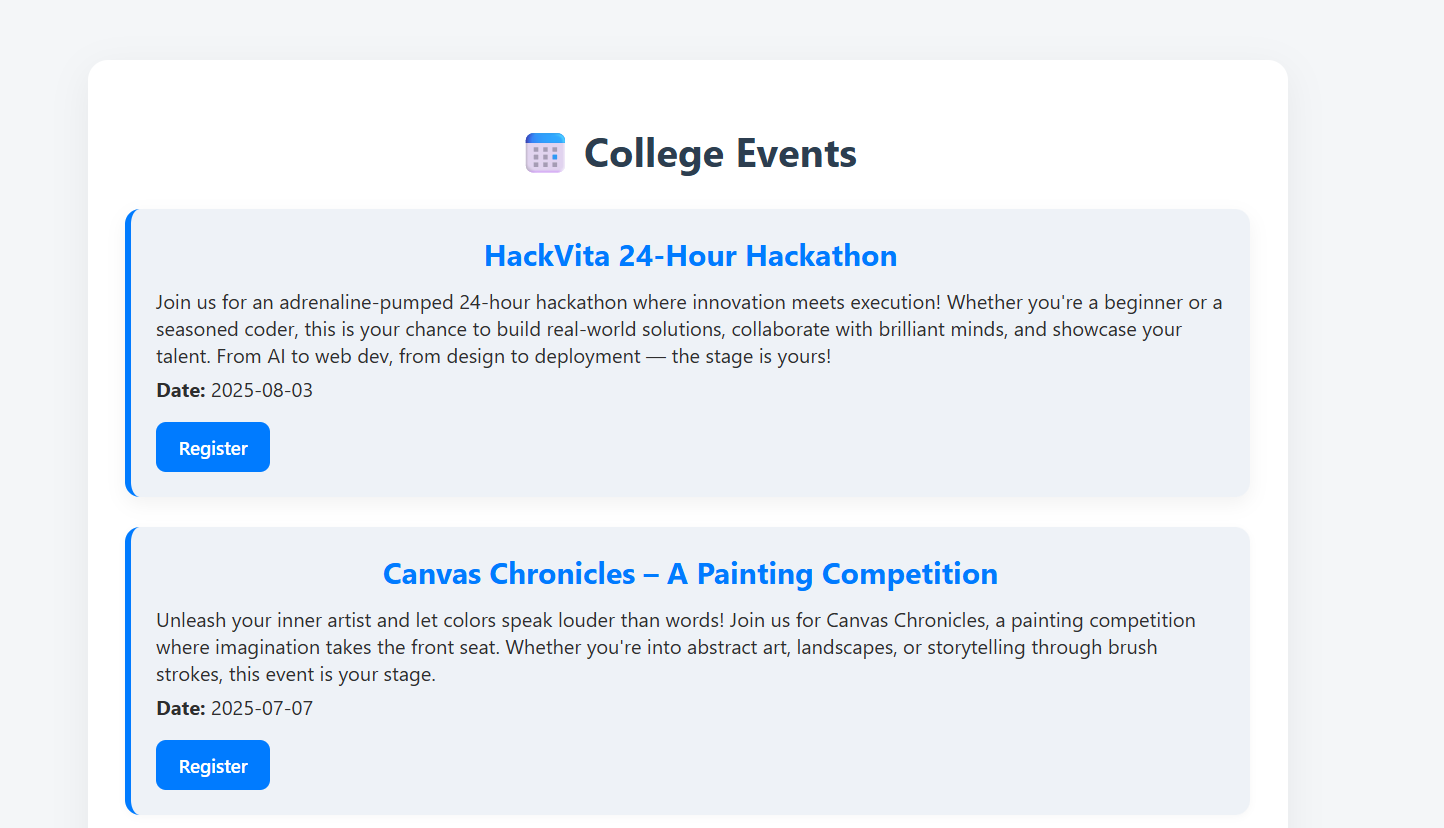 College Events
HackVita 24-Hour Hackathon
Join us for an adrenaline-pumped 24-hour hackathon where innovation meets execution! Whether you're a beginner or a
seasoned coder, this is your chance to build real-world solutions, collaborate with brilliant minds, and showcase your
talent. From AI to web dev, from design to deployment — the stage is yours!
Date: 2025-08-03
Register
Canvas Chronicles – A Painting Competition
Unleash your inner artist and let colors speak louder than words! Join us for Canvas Chronicles, a painting competition
where imagination takes the front seat. Whether you're into abstract art, landscapes, or storytelling through brush
strokes, this event is your stage.
Date: 2025-07-07
Register